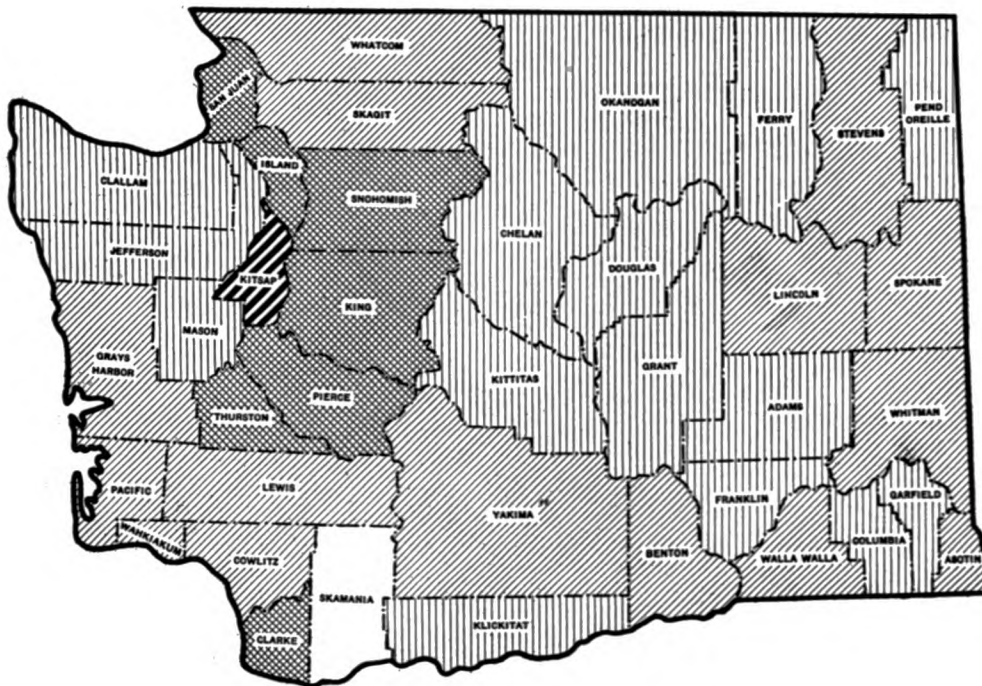 WHATCOM
SAN JUAN
SKAGIT
OKANOGAN
FERRY
STEVENS
PEND
OREILLE
ISLAND
CLALLAM
SNOHOMISH
CHELAN
JEFFERSON
KITSAP
DOUGLAS
LINCOLN
SPOKANE
KING
MASON
GRAYS
HARBOR
KITTITAS
GRANT
PIERCE
THURSTON
ADAMS
WHITMAN
PACIFIC
LEWIS
YAKIMA
FRANKLIN
GARFIELD
WAHKIAKUM
COWLITZ
BENTON
WALLA WALLA
COLUMBIA
ASOTIN
SKAMANIA
CLARKE
KLICKITAT